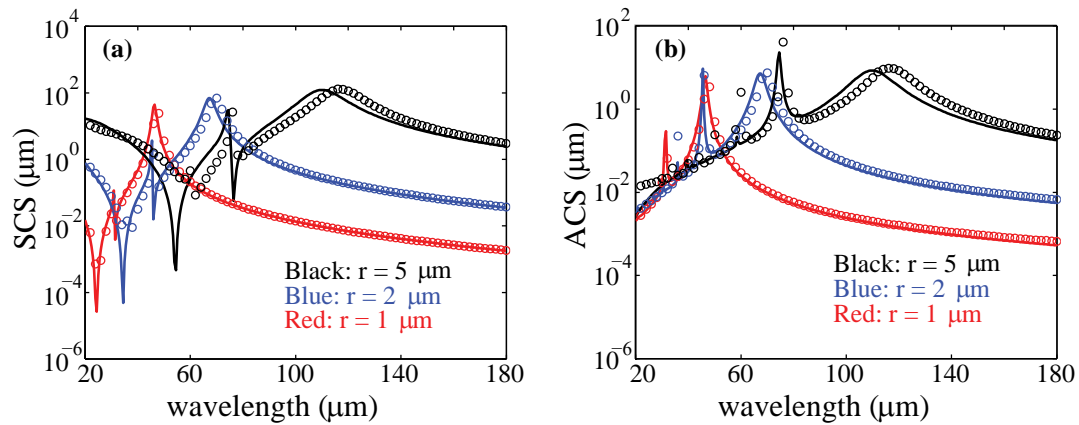 (a)
SCS (μm)
10^4
10^2
10^0
10^-2
10^-4
10^-6
Black: r = 5 μm
Blue: r = 2 μm
Red: r = 1 μm
20 60 100 140 180
wavelength (μm)
(b)
ACS (μm)
10^2
10^0
10^-2
10^-4
10^-6
Black: r = 5 μm
Blue: r = 2 μm
Red: r = 1 μm
20 60 100 140 180
wavelength (μm)